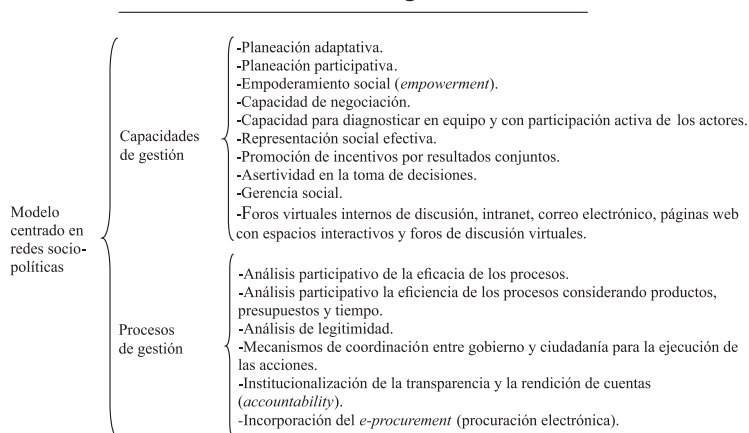 -Planeación adaptativa.
-Planeación participativa.
-Empoderamiento social (empowerment).
-Capacidad de negociación.
Capacidades
de gestión
-Capacidad para diagnosticar en equipo y con participación activa de los actores.
-Representación social efectiva.
-Promoción de incentivos por resultados conjuntos.
-Asertividad en la toma de decisiones.
-Gerencia social.
-Foros virtuales internos de discusión, intranet, correo electrónico, páginas web
con espacios interactivos y foros de discusión virtuales.
Modelo
centrado en
redes socio-
políticas
-Análisis participativo de la eficacia de los procesos.
-Análisis participativo la eficiencia de los procesos considerando productos,
presupuestos y tiempo.
-Análisis de legitimidad.
Procesos
de gestión
-Mecanismos de coordinación entre gobierno y ciudadanía para la ejecución de
las acciones.
-Institucionalización de la transparencia y la rendición de cuentas
(accountability).
-Incorporación del e-procurement (procuración electrónica).